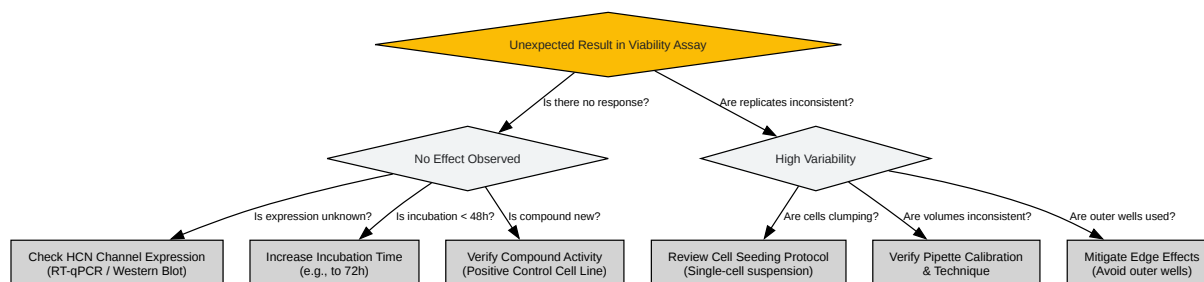 Unexpected Result in Viability Assay
Is there no response?
Are replicates inconsistent?
No Effect Observed
High Variability
Is expression unknown?
Is incubation < 48h?
Is compound new?
Are cells clumping?
Are volumes inconsistent?
Are outer wells used?
Check HCN Channel Expression
(RT-qPCR / Western Blot)
Increase Incubation Time
(e.g., to 72h)
Verify Compound Activity
(Positive Control Cell Line)
Review Cell Seeding Protocol
(Single-cell suspension)
Verify Pipette Calibration
& Technique
Mitigate Edge Effects
(Avoid outer wells)